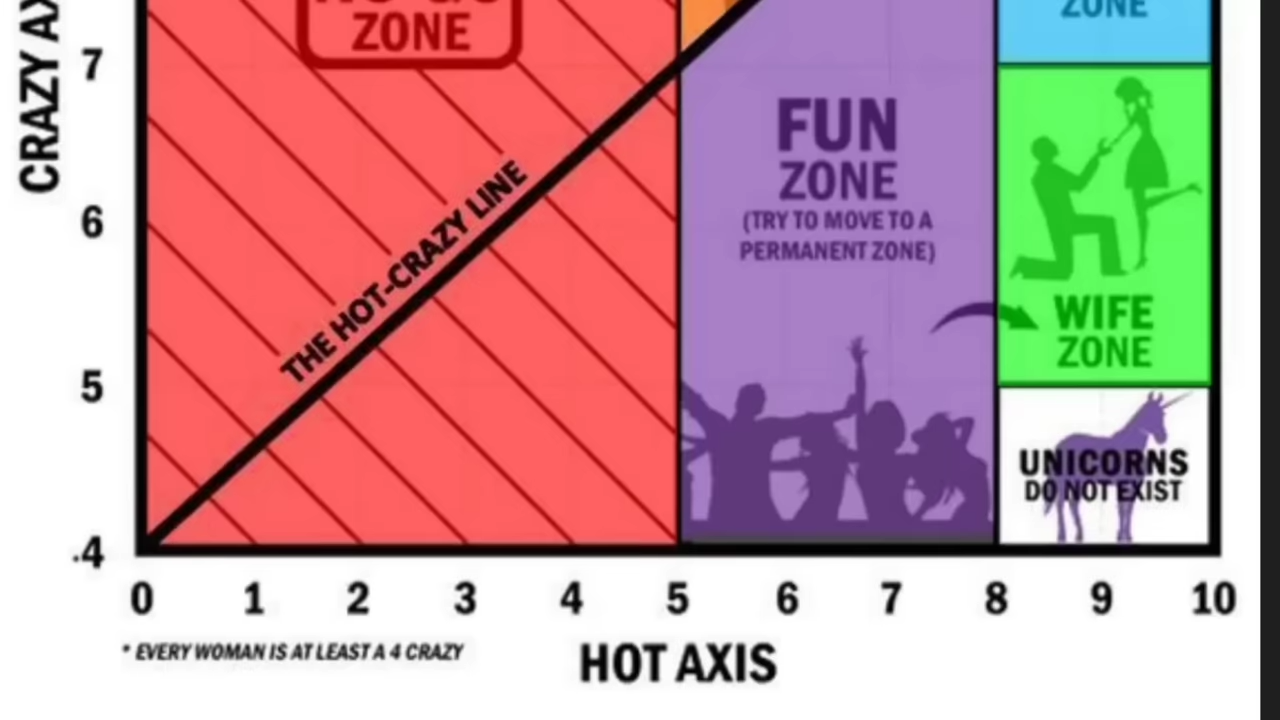 CRAZY AX
ZONE
ZONE
7
FUN
ZONE
(TRY TO MOVE TO A
PERMANENT ZONE)
THE HOT-CRAZY LINE
6
WIFE
ZONE
5
UNICORNS
DO NOT EXIST
.4
0 1 2 3 4 5 6 7 8 9 10
* EVERY WOMAN IS AT LEAST A 4 CRAZY
HOT AXIS